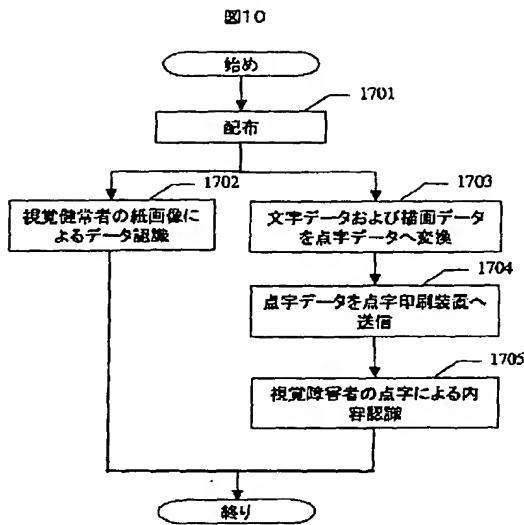 図10
始め
1701
配布
1702
1703
視覚健常者の紙画像に
よるデータ認識
文字データおよび描画データ
を点字データへ変換
1704
点字データを点字印刷装置へ
送信
1705
視覚障害者の点字による内
容認識
終り